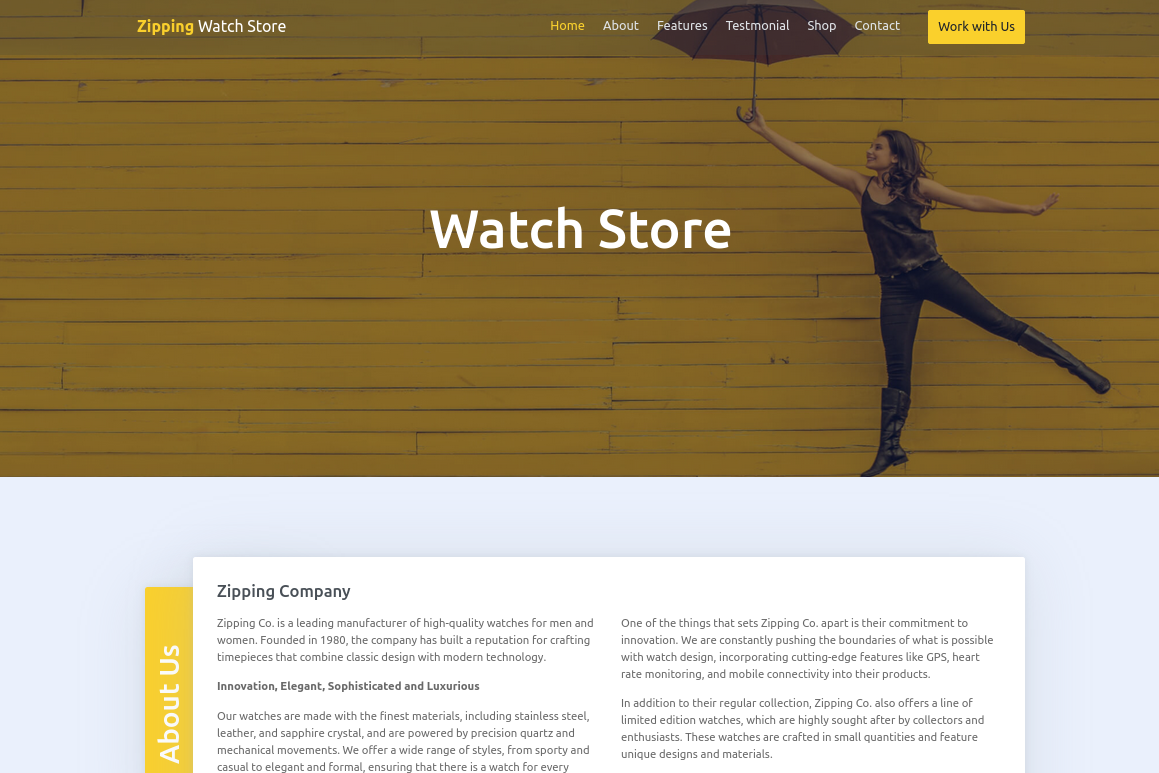 Zipping Watch Store
Home About Features Testmonial Shop Contact Work with Us
Watch Store
About Us
Zipping Company
Zipping Co. is a leading manufacturer of high-quality watches for men and
women. Founded in 1980, the company has built a reputation for crafting
timepieces that combine classic design with modern technology.
Innovation, Elegant, Sophisticated and Luxurious
Our watches are made with the finest materials, including stainless steel,
leather, and sapphire crystal, and are powered by precision quartz and
mechanical movements. We offer a wide range of styles, from sporty and
casual to elegant and formal, ensuring that there is a watch for every
One of the things that sets Zipping Co. apart is their commitment to
innovation. We are constantly pushing the boundaries of what is possible
with watch design, incorporating cutting-edge features like GPS, heart
rate monitoring, and mobile connectivity into their products.
In addition to their regular collection, Zipping Co. also offers a line of
limited edition watches, which are highly sought after by collectors and
enthusiasts. These watches are crafted in small quantities and feature
unique designs and materials.